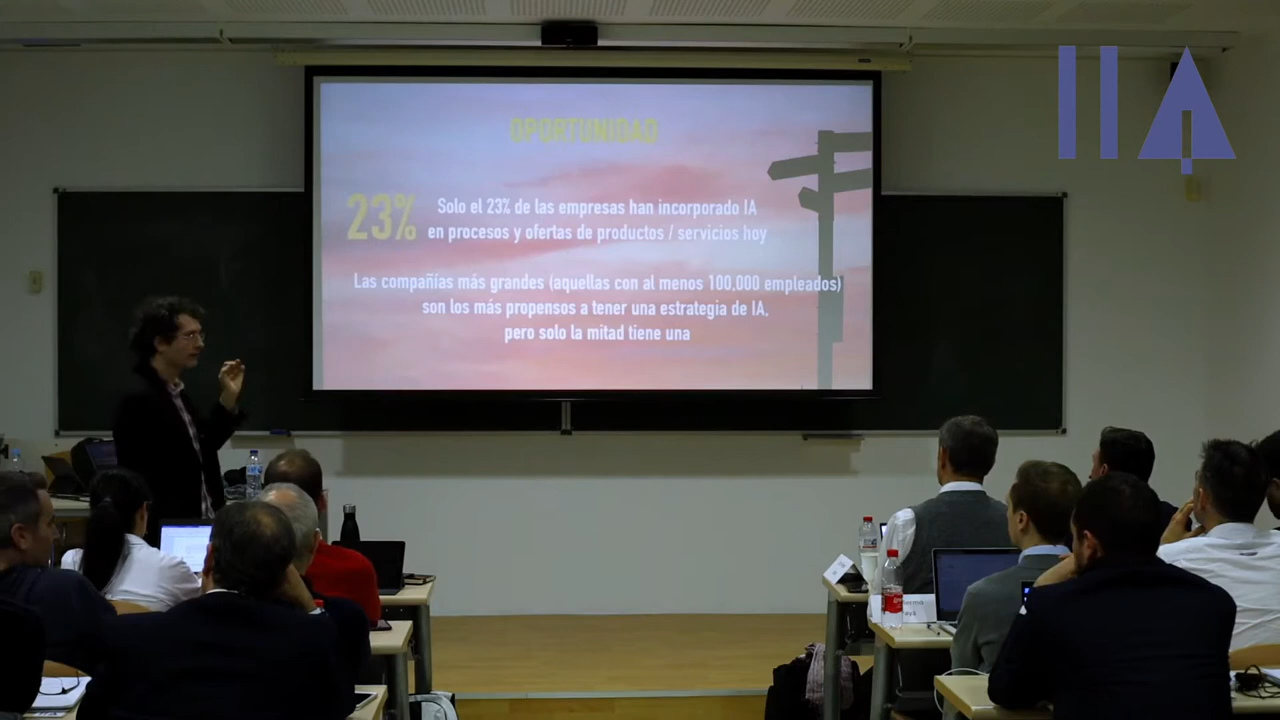 IIA
OPORTUNIDAD
23%
Solo el 23% de las empresas han incorporado IA
en procesos y ofertas de productos / servicios hoy
Las compañías más grandes (aquellas con al menos 100,000 empleados)
son los más propensos a tener una estrategia de IA,
pero solo la mitad tiene una